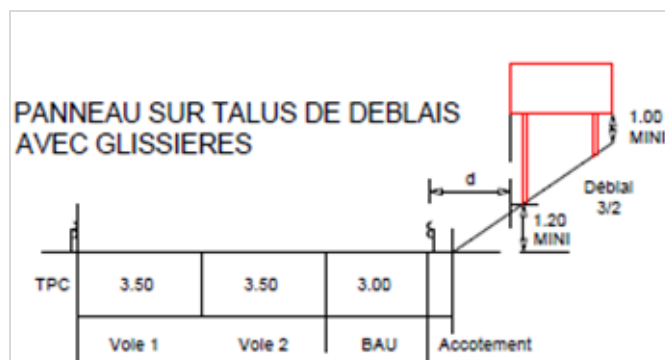 PANNEAU SUR TALUS DE DEBLAIS
AVEC GLISSIERES
1.00
MINI
d
Déblai
3/2
1.20
MINI
TPC
3.50
3.50
3.00
Voie 1
Voie 2
BAU
Accotement